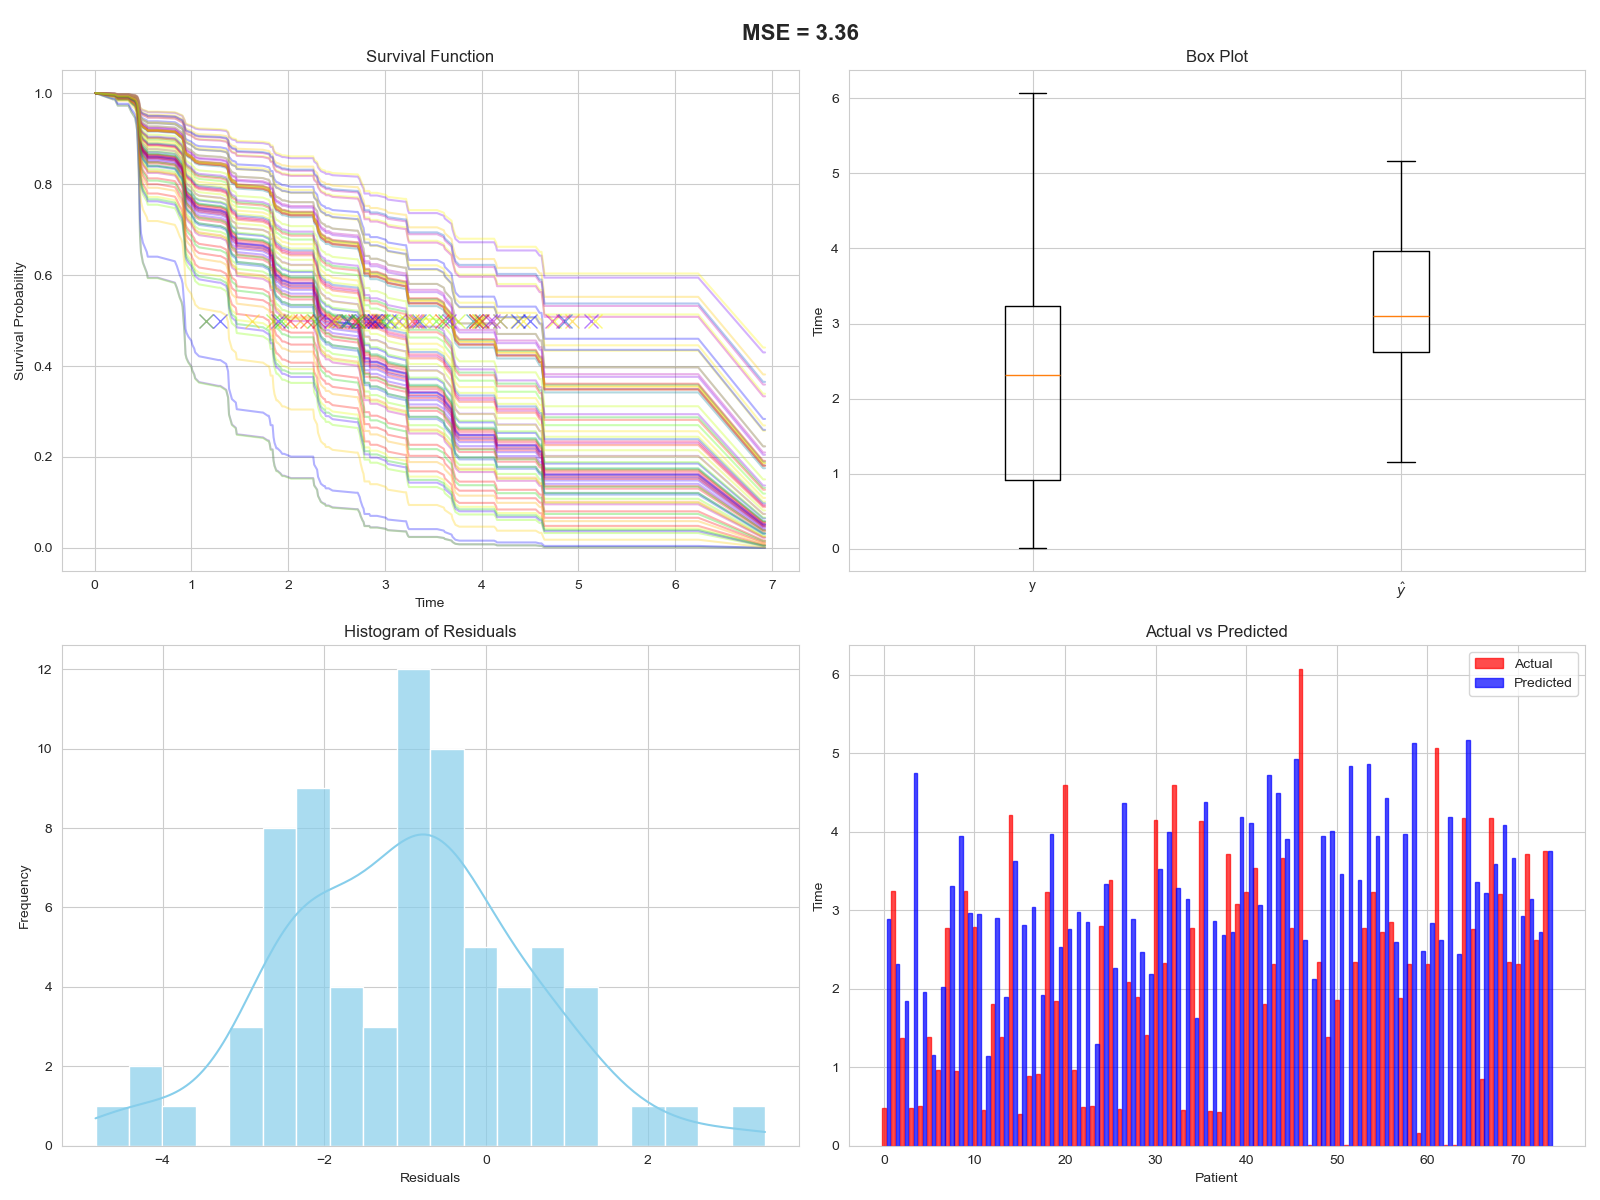 MSE = 3.36
Survival Function
Survival Probability
1.0
0.8
0.6
0.4
0.2
0.0
0 1 2 3 4 5 6 7
Time
Box Plot
Time
6
5
4
3
2
1
0
y ŷ
Histogram of Residuals
Frequency
12
10
8
6
4
2
0
−4 −2 0 2
Residuals
Actual vs Predicted
Actual
Predicted
Time
6
5
4
3
2
1
0
0 10 20 30 40 50 60 70
Patient